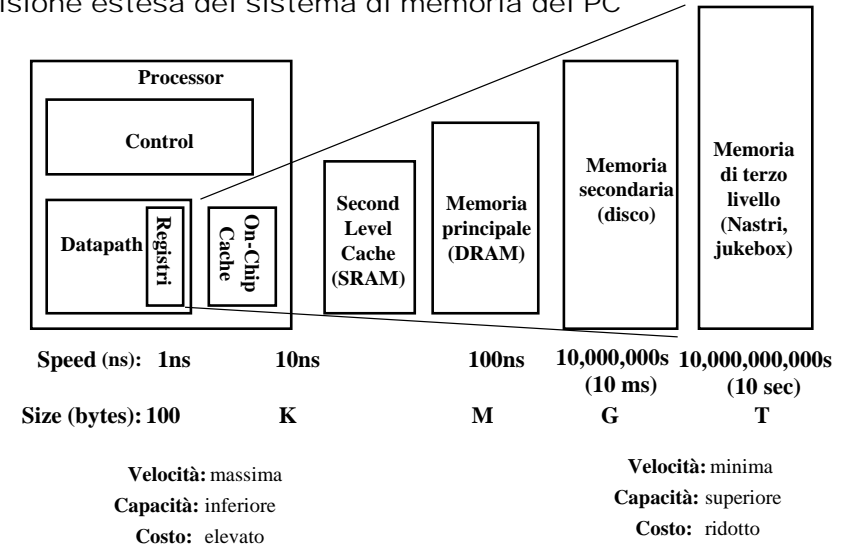 isione estesa del sistema di memoria del PC
Processor
Control
Datapath
Registri
On-Chip
Cache
Second
Level
Cache
(SRAM)
Memoria
principale
(DRAM)
Memoria
secondaria
(disco)
Memoria
di terzo
livello
(Nastri,
jukebox)
Speed (ns): 1ns 10ns 100ns 10,000,000s 10,000,000,000s
(10 ms) (10 sec)
Size (bytes): 100 K M G T
Velocità: massima
Capacità: inferiore
Costo: elevato
Velocità: minima
Capacità: superiore
Costo: ridotto